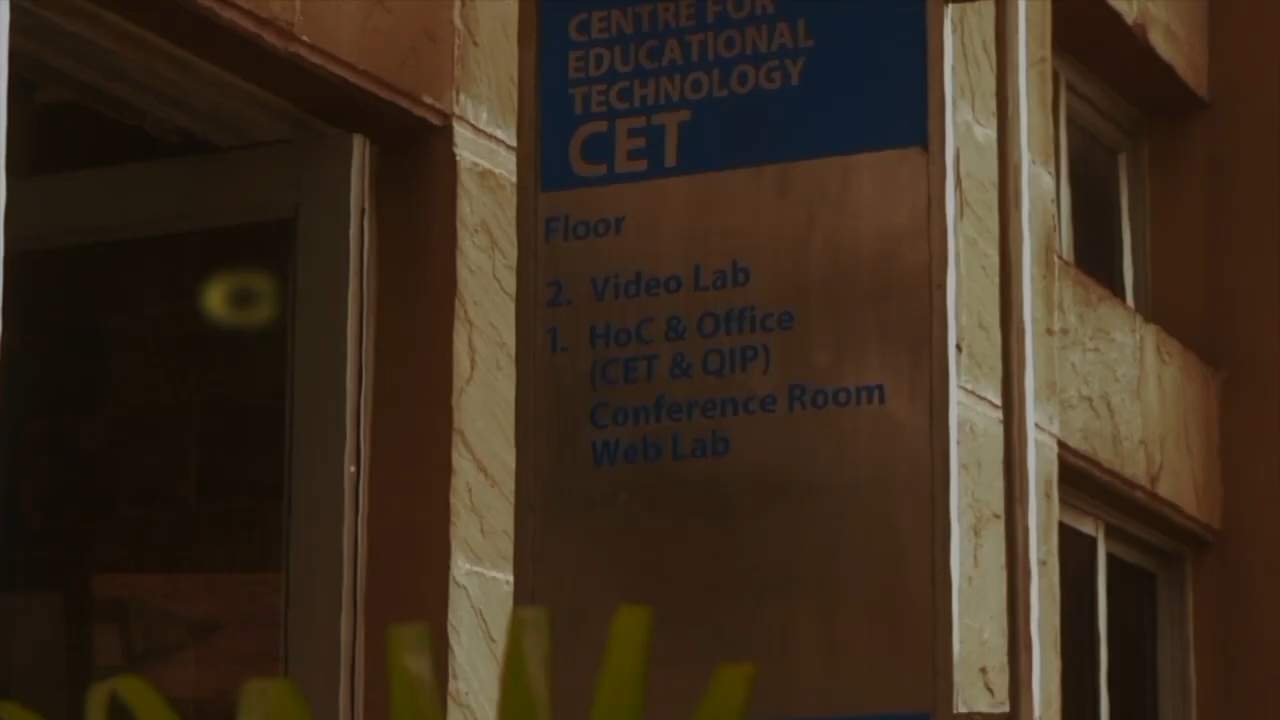 CENTRE FOR
EDUCATIONAL
TECHNOLOGY
CET
Floor
2. Video Lab
1. HoC & Office
(CET & QIP)
Conference Room
Web Lab